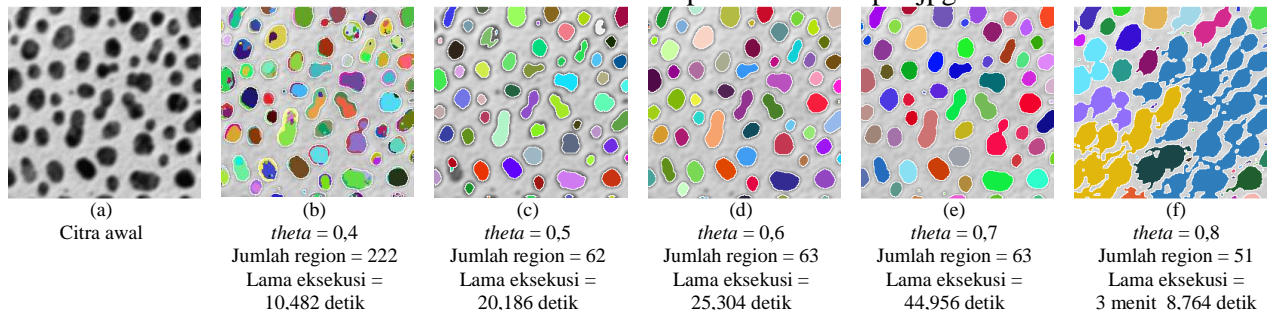 (a)
Citra awal
(b)
theta = 0,4
Jumlah region = 222
Lama eksekusi =
10,482 detik
(c)
theta = 0,5
Jumlah region = 62
Lama eksekusi =
20,186 detik
(d)
theta = 0,6
Jumlah region = 63
Lama eksekusi =
25,304 detik
(e)
theta = 0,7
Jumlah region = 63
Lama eksekusi =
44,956 detik
(f)
theta = 0,8
Jumlah region = 51
Lama eksekusi =
3 menit 8,764 detik